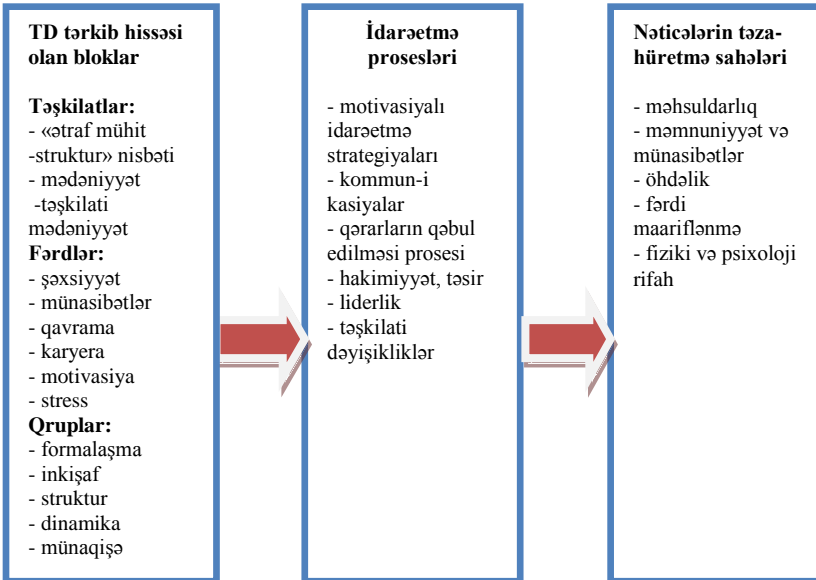 TD tərkib hissəsi
olan bloklar
Təşkilatlar:
- «ətraf mühit
-struktur» nisbəti
- mədəniyyət
-təşkilati
mədəniyyət
Fərdlər:
- şəxsiyyət
- münasibətlər
- qavrama
- karyera
- motivasiya
- stress
Qruplar:
- formalaşma
- inkişaf
- struktur
- dinamika
- münaqişə
İdarəetmə
prosesləri
- motivasiyalı
idarəetmə
strategiyaları
- kommun-i
kasiyalar
- qərarların qəbul
edilməsi prosesi
- hakimiyyət, təsir
- liderlik
- təşkilati
dəyişikliklər
Nəticələrin təza-
hüretmə sahələri
- məhsuldarlıq
- məmnuniyyət və
münasibətlər
- öhdəlik
- fərdi
maariflənmə
- fiziki və psixoloji
rifah